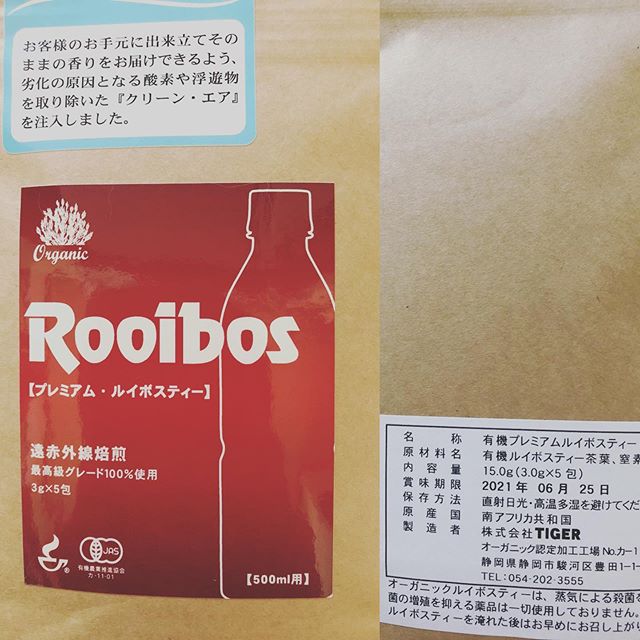 お客様のお手元に出来立てその
ままの香りをお届けできるよう、
劣化の原因となる酸素や浮遊物
を取り除いた『クリーン・エア』
を注入しました。
Organic
Rooibos
【プレミアム・ルイボスティー】
遠赤外線焙煎
最高級グレード100%使用
3g×5包
JAS
有機農業推進協会
カ-11-01
【500ml用】
名 称 有機プレミアムルイボスティー
原材料名 有機ルイボスティー茶葉、窒素
内 容 量 15.0g(3.0g×5包)
賞味期限 2021年 06月 25日
保存方法 直射日光・高温多湿を避けてくだ
原 産 国 南アフリカ共和国
製 造 者 株式会社TIGER
オーガニック認定加工工場 No.カ-1
静岡県静岡市駿河区豊田1-1
TEL:054-202-3555
オーガニックルイボスティーは、蒸気による殺菌を
菌の増殖を抑える薬品は一切使用しておりません。
ルイボスティーを淹れた後はお早めにお召し上がり